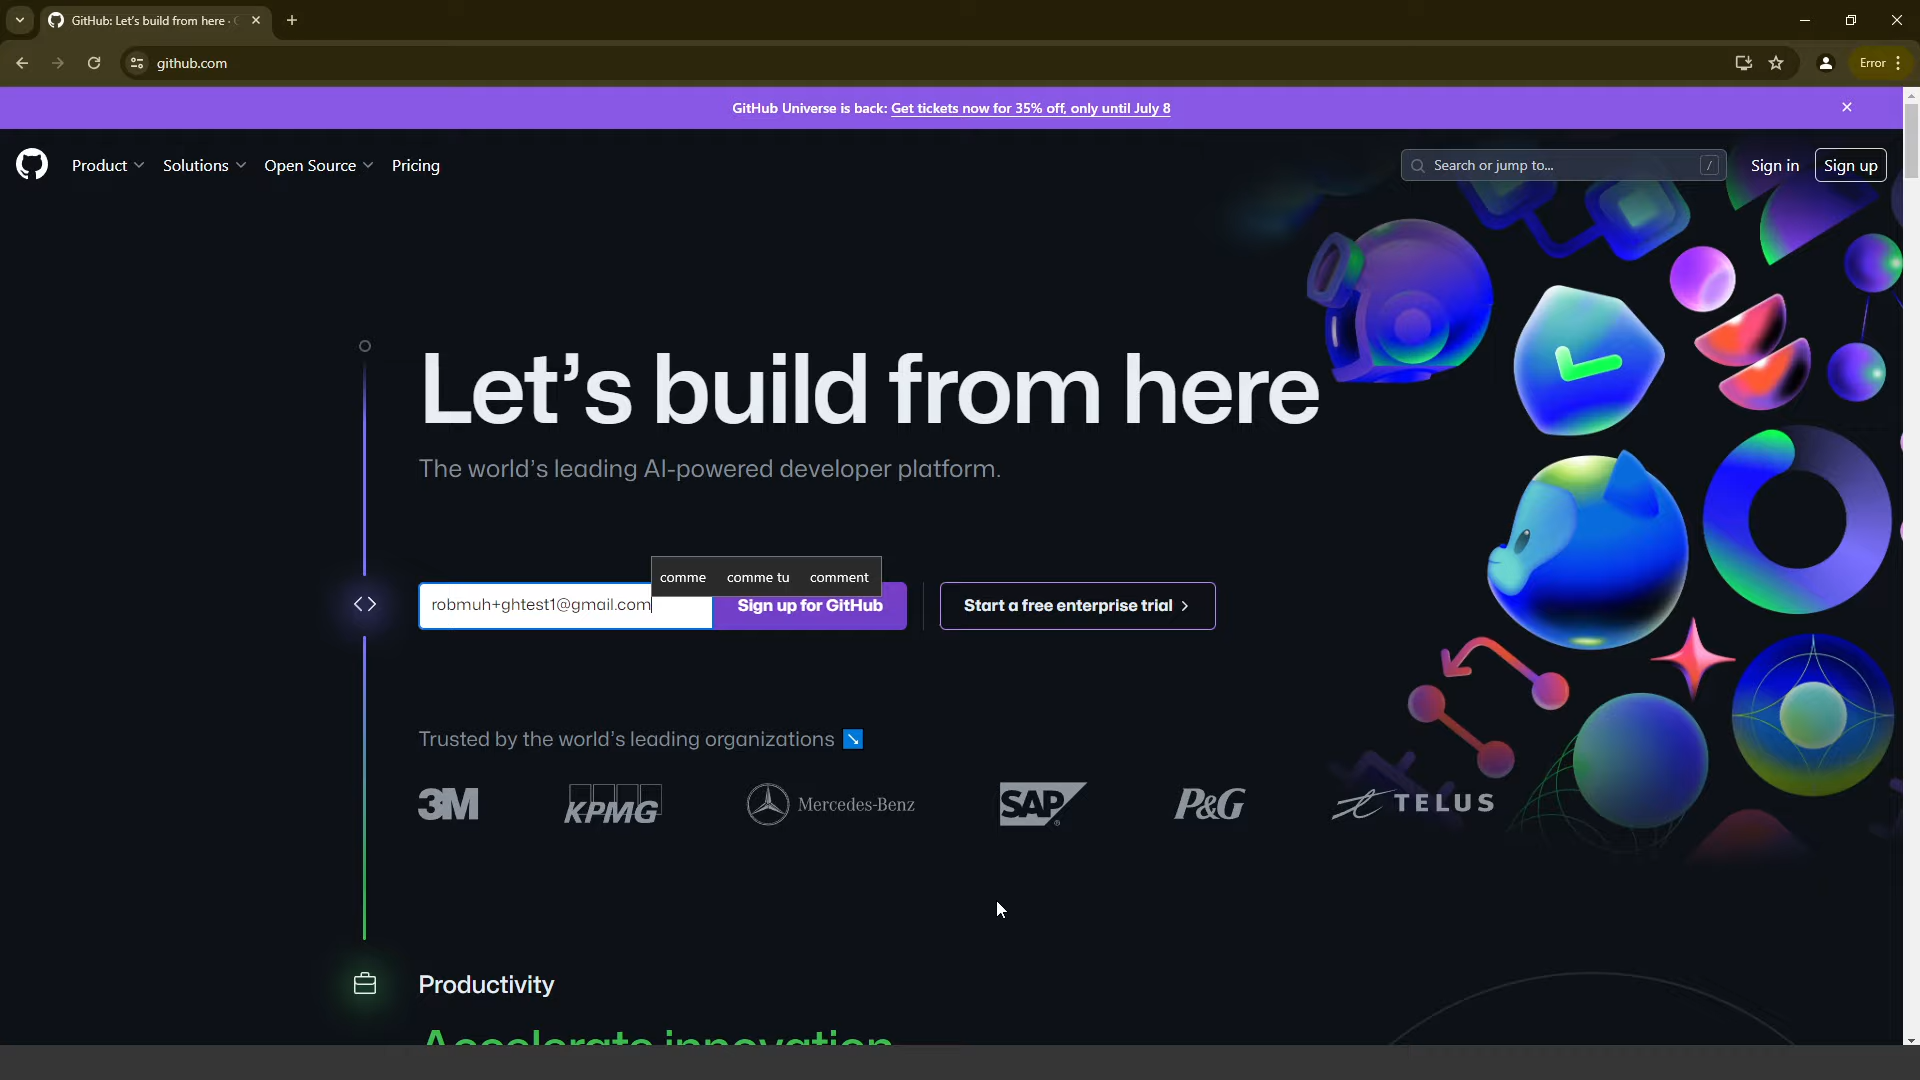 GitHub: Let's build from here ·
github.com
Error
GitHub Universe is back: Get tickets now for 35% off, only until July 8
Product
Solutions
Open Source
Pricing
Search or jump to...
/
Sign in
Sign up
Let's build from here
The world's leading AI-powered developer platform.
comme comme tu comment
robmuh+ghtest1@gmail.com
Sign up for GitHub
Start a free enterprise trial
Trusted by the world's leading organizations
3M
KPMG
Mercedes-Benz
SAP
P&G
TELUS
Productivity
Accelerate innovation